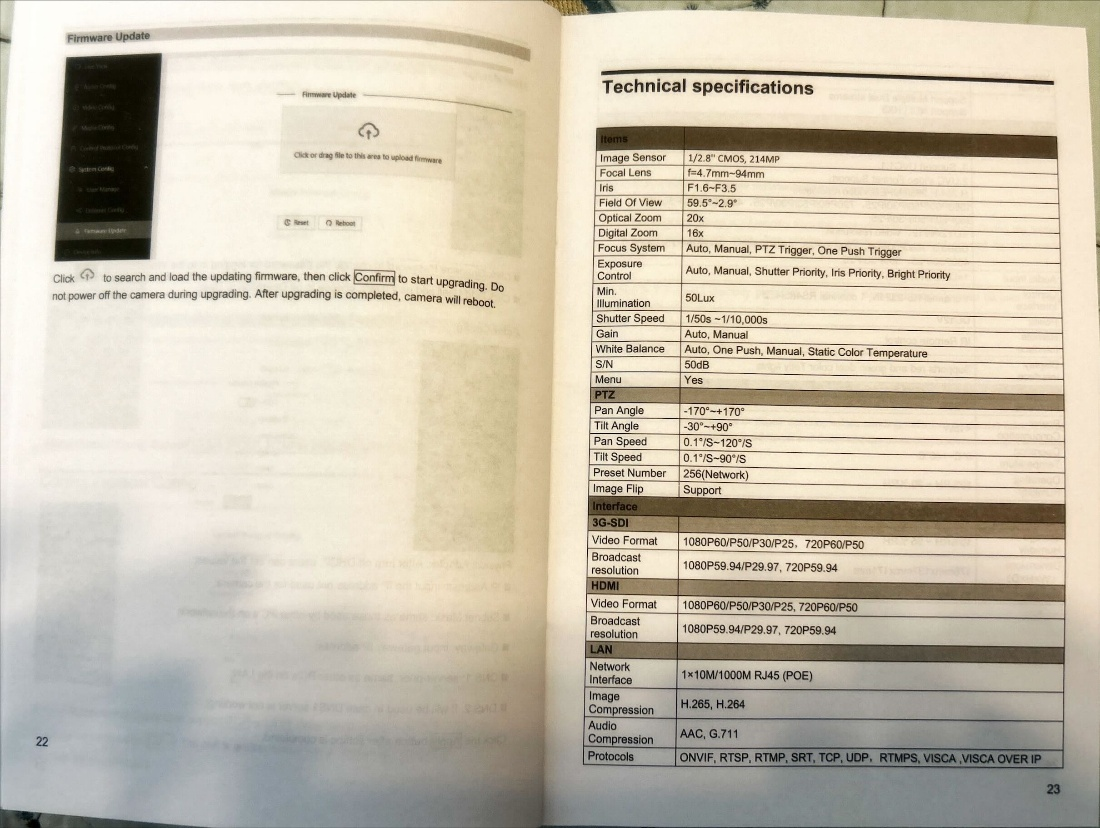 Firmware Update
Audio Config
Video Config
System Config
Firmware Update
Firmware Update
Click or drag file to this area to upload firmware
Reset Reboot
Click to search and load the updating firmware, then click Confirm to start upgrading. Do
not power off the camera during upgrading. After upgrading is completed, camera will reboot.
22
Technical specifications
Items
Image Sensor 1/2.8" CMOS, 214MP
Focal Lens f=4.7mm~94mm
Iris F1.6~F3.5
Field Of View 59.5°~2.9°
Optical Zoom 20x
Digital Zoom 16x
Focus System Auto, Manual, PTZ Trigger, One Push Trigger
Exposure
Control Auto, Manual, Shutter Priority, Iris Priority, Bright Priority
Min.
Illumination 50Lux
Shutter Speed 1/50s ~1/10,000s
Gain Auto, Manual
White Balance Auto, One Push, Manual, Static Color Temperature
S/N 50dB
Menu Yes
PTZ
Pan Angle -170°~+170°
Tilt Angle -30°~+90°
Pan Speed 0.1°/S~120°/S
Tilt Speed 0.1°/S~90°/S
Preset Number 256(Network)
Image Flip Support
Interface
3G-SDI
Video Format 1080P60/P50/P30/P25，720P60/P50
Broadcast
resolution 1080P59.94/P29.97, 720P59.94
HDMI
Video Format 1080P60/P50/P30/P25, 720P60/P50
Broadcast
resolution 1080P59.94/P29.97, 720P59.94
LAN
Network
Interface 1×10M/1000M RJ45 (POE)
Image
Compression H.265, H.264
Audio
Compression AAC, G.711
Protocols ONVIF, RTSP, RTMP, SRT, TCP, UDP，RTMPS, VISCA ,VISCA OVER IP
23